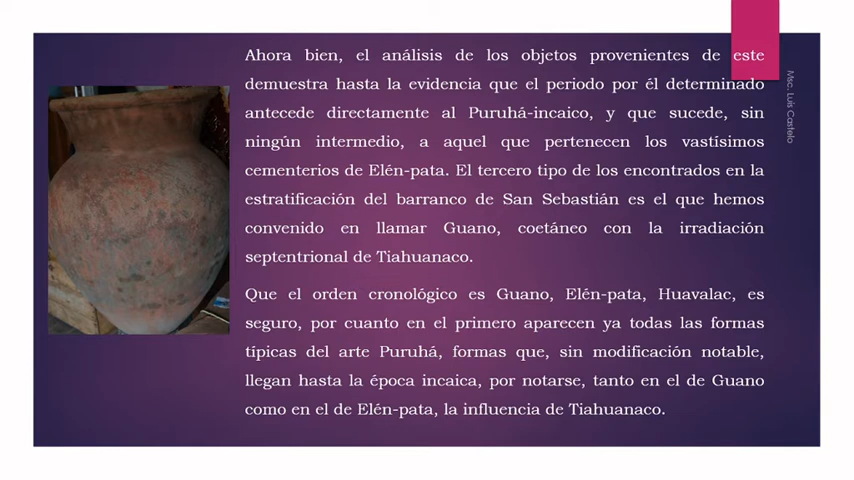 Ahora bien, el análisis de los objetos provenientes de este
demuestra hasta la evidencia que el periodo por él determinado
antecede directamente al Puruhá-incaico, y que sucede, sin
ningún intermedio, a aquel que pertenecen los vastísimos
cementerios de Elén-pata. El tercero tipo de los encontrados en la
estratificación del barranco de San Sebastián es el que hemos
convenido en llamar Guano, coetáneo con la irradiación
septentrional de Tiahuanaco.
Que el orden cronológico es Guano, Elén-pata, Huavalac, es
seguro, por cuanto en el primero aparecen ya todas las formas
típicas del arte Puruhá, formas que, sin modificación notable,
llegan hasta la época incaica, por notarse, tanto en el de Guano
como en el de Elén-pata, la influencia de Tiahuanaco.
Msc. Luis Castelo